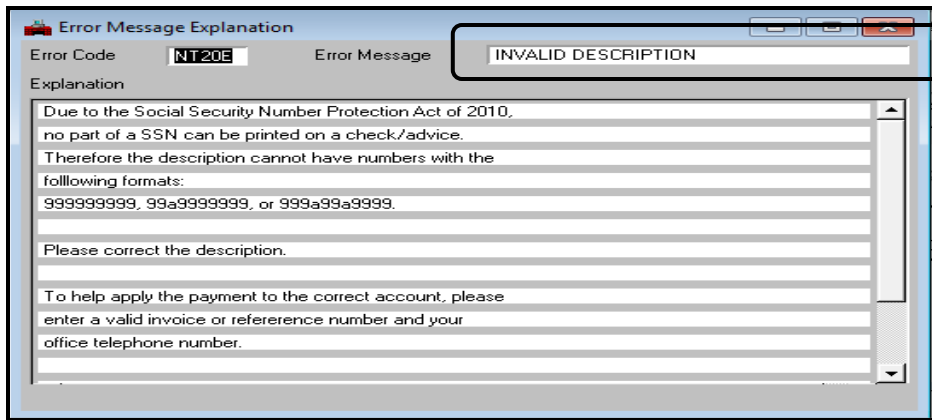 Error Message Explanation
Error Code NT20E Error Message INVALID DESCRIPTION
Explanation
Due to the Social Security Number Protection Act of 2010,
no part of a SSN can be printed on a check/advice.
Therefore the description cannot have numbers with the
folllowing formats:
999999999, 99a9999999, or 999a99a9999.
Please correct the description.
To help apply the payment to the correct account, please
enter a valid invoice or refererence number and your
office telephone number.